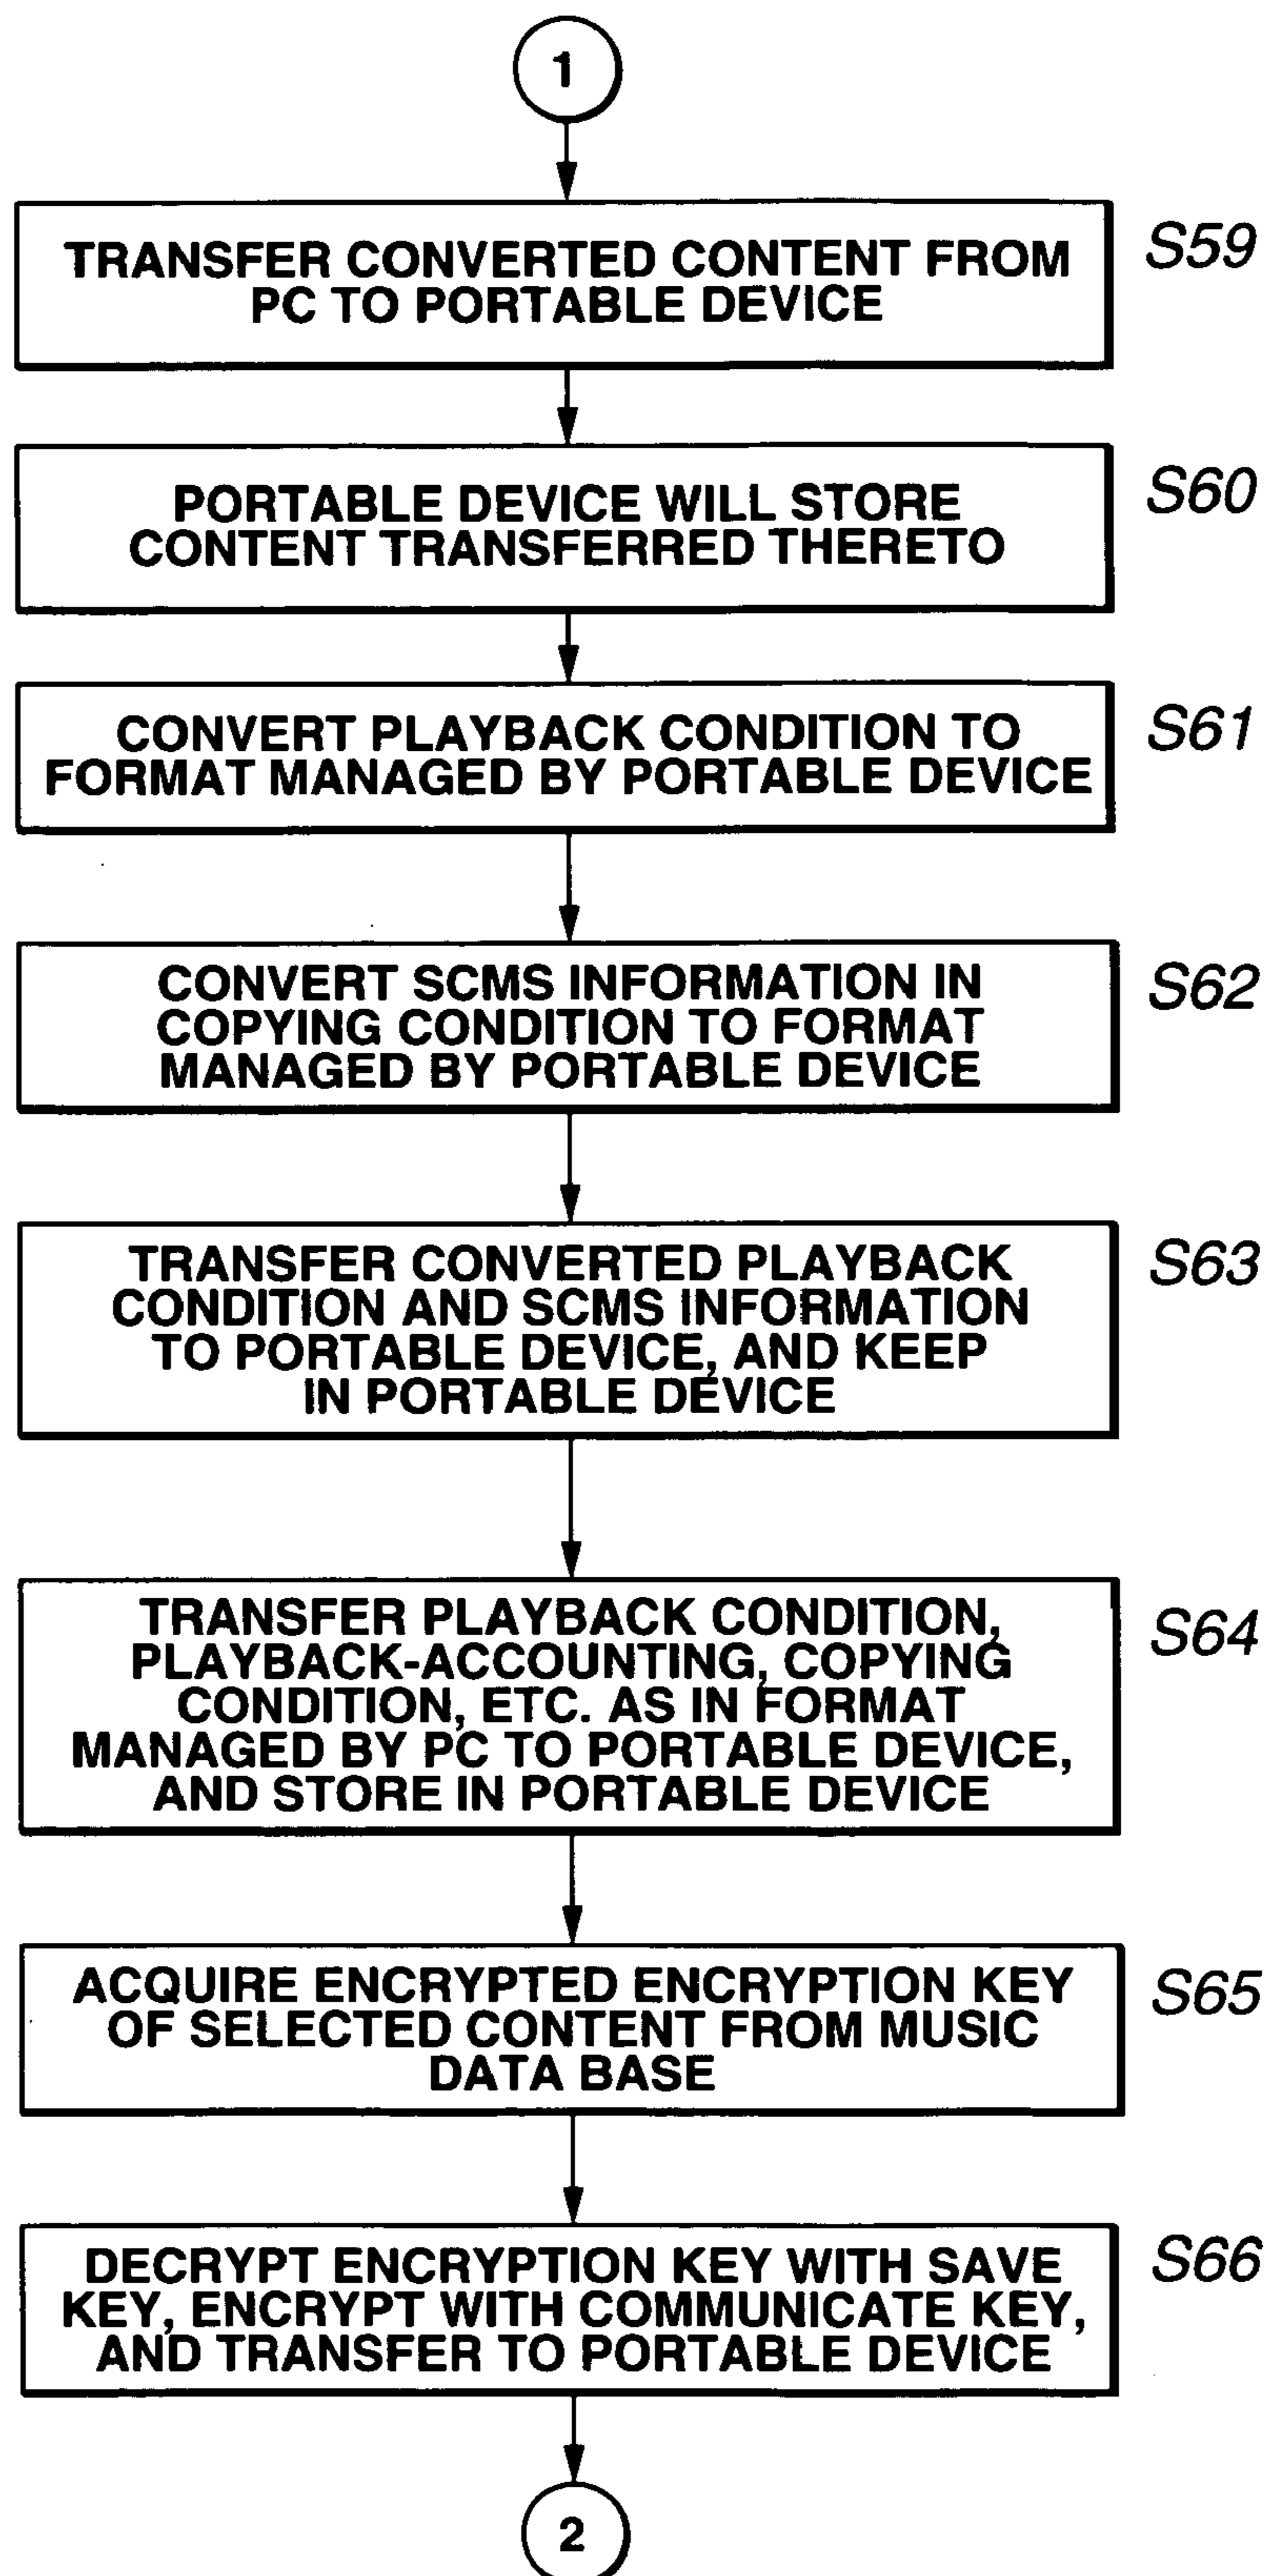 1
TRANSFER CONVERTED CONTENT FROM
PC TO PORTABLE DEVICE
S59
PORTABLE DEVICE WILL STORE
CONTENT TRANSFERRED THERETO
S60
CONVERT PLAYBACK CONDITION TO
FORMAT MANAGED BY PORTABLE DEVICE
S61
CONVERT SCMS INFORMATION IN
COPYING CONDITION TO FORMAT
MANAGED BY PORTABLE DEVICE
S62
TRANSFER CONVERTED PLAYBACK
CONDITION AND SCMS INFORMATION
TO PORTABLE DEVICE, AND KEEP
IN PORTABLE DEVICE
S63
TRANSFER PLAYBACK CONDITION,
PLAYBACK-ACCOUNTING, COPYING
CONDITION, ETC. AS IN FORMAT
MANAGED BY PC TO PORTABLE DEVICE,
AND STORE IN PORTABLE DEVICE
S64
ACQUIRE ENCRYPTED ENCRYPTION KEY
OF SELECTED CONTENT FROM MUSIC
DATA BASE
S65
DECRYPT ENCRYPTION KEY WITH SAVE
KEY, ENCRYPT WITH COMMUNICATE KEY,
AND TRANSFER TO PORTABLE DEVICE
S66
2